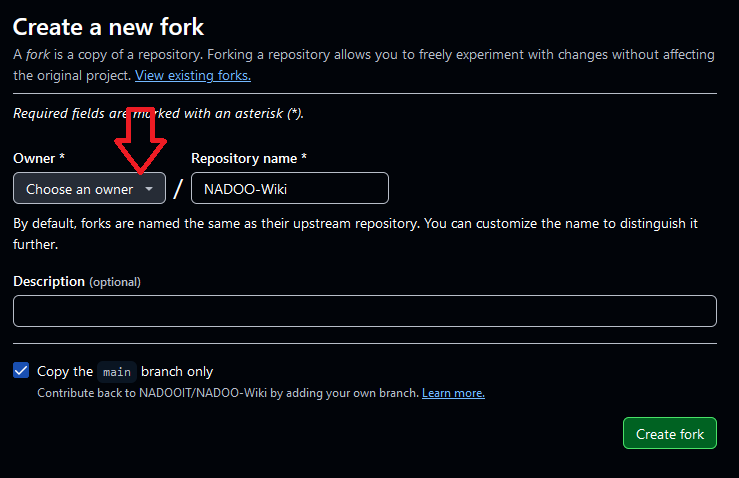 Create a new fork
A fork is a copy of a repository. Forking a repository allows you to freely experiment with changes without affecting
the original project. View existing forks.
Required fields are marked with an asterisk (*).
Owner * Repository name *
Choose an owner / NADOO-Wiki
By default, forks are named the same as their upstream repository. You can customize the name to distinguish it
further.
Description (optional)
Copy the main branch only
Contribute back to NADOOIT/NADOO-Wiki by adding your own branch. Learn more.
Create fork